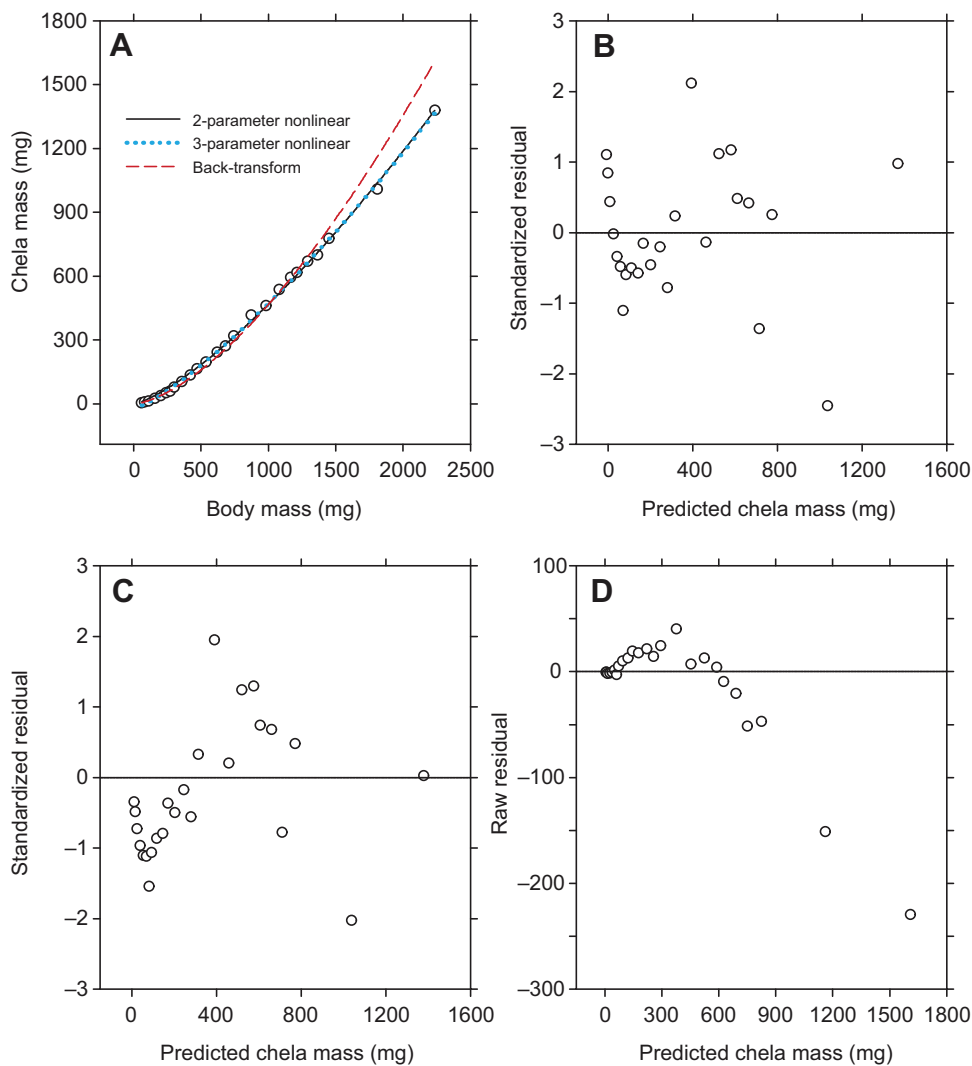 A
1800
1500
1200
900
600
300
0
Chela mass (mg)
2-parameter nonlinear
3-parameter nonlinear
Back-transform
0 500 1000 1500 2000 2500
Body mass (mg)
B
3
2
1
0
–1
–2
–3
Standardized residual
0 400 800 1200 1600
Predicted chela mass (mg)
C
3
2
1
0
–1
–2
–3
Standardized residual
0 400 800 1200 1600
Predicted chela mass (mg)
D
100
0
–100
–200
–300
Raw residual
0 300 600 900 1200 1500 1800
Predicted chela mass (mg)